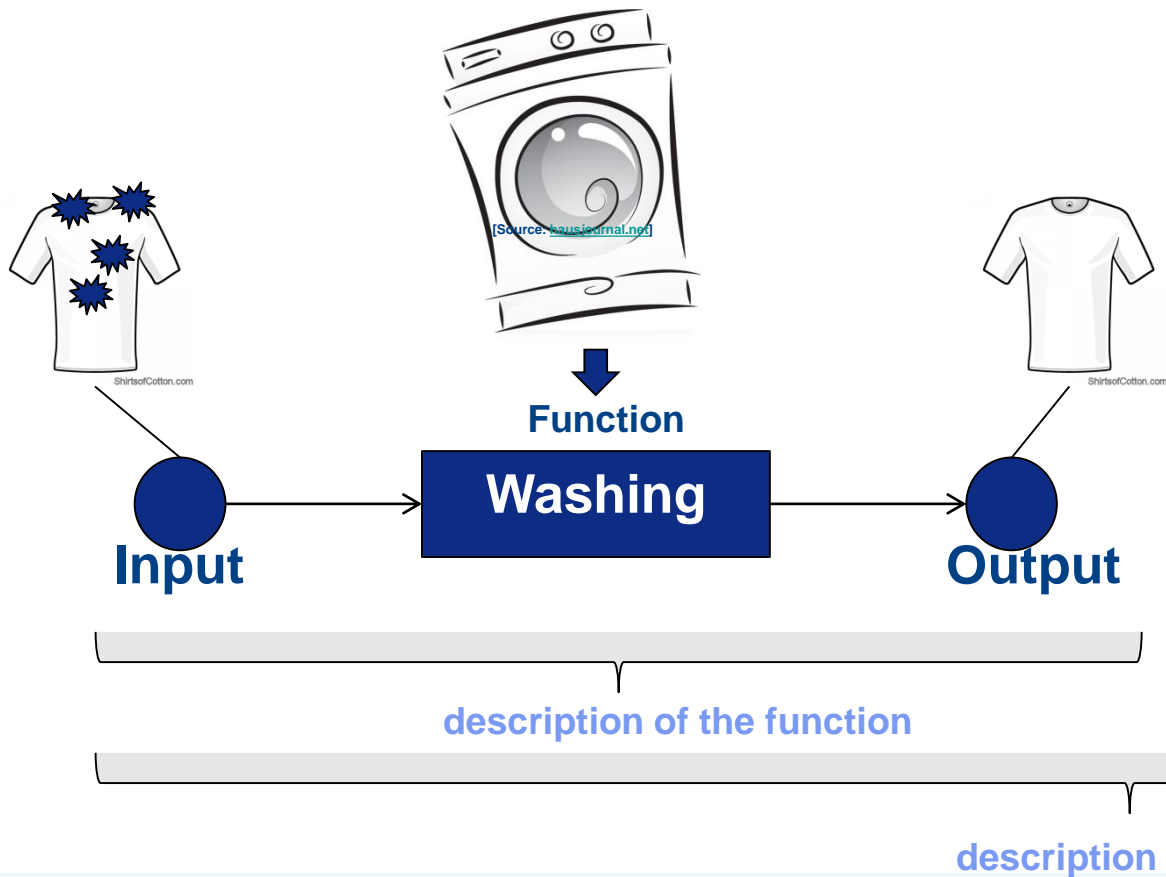 [Source: hausjournal.net]
ShirtsofCotton.com
ShirtsofCotton.com
Function
Washing
Input
Output
description of the function
description